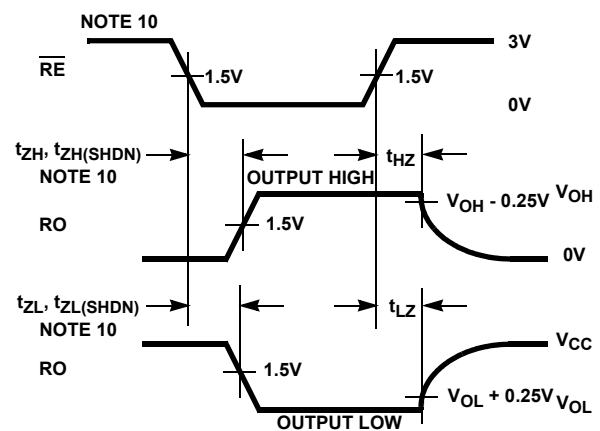 NOTE 10
3V
RE
1.5V
1.5V
0V
tZH, tZH(SHDN)
tHZ
NOTE 10
OUTPUT HIGH
VOH - 0.25V VOH
RO
1.5V
0V
tZL, tZL(SHDN)
tLZ
NOTE 10
VCC
RO
1.5V
VOL + 0.25V VOL
OUTPUT LOW